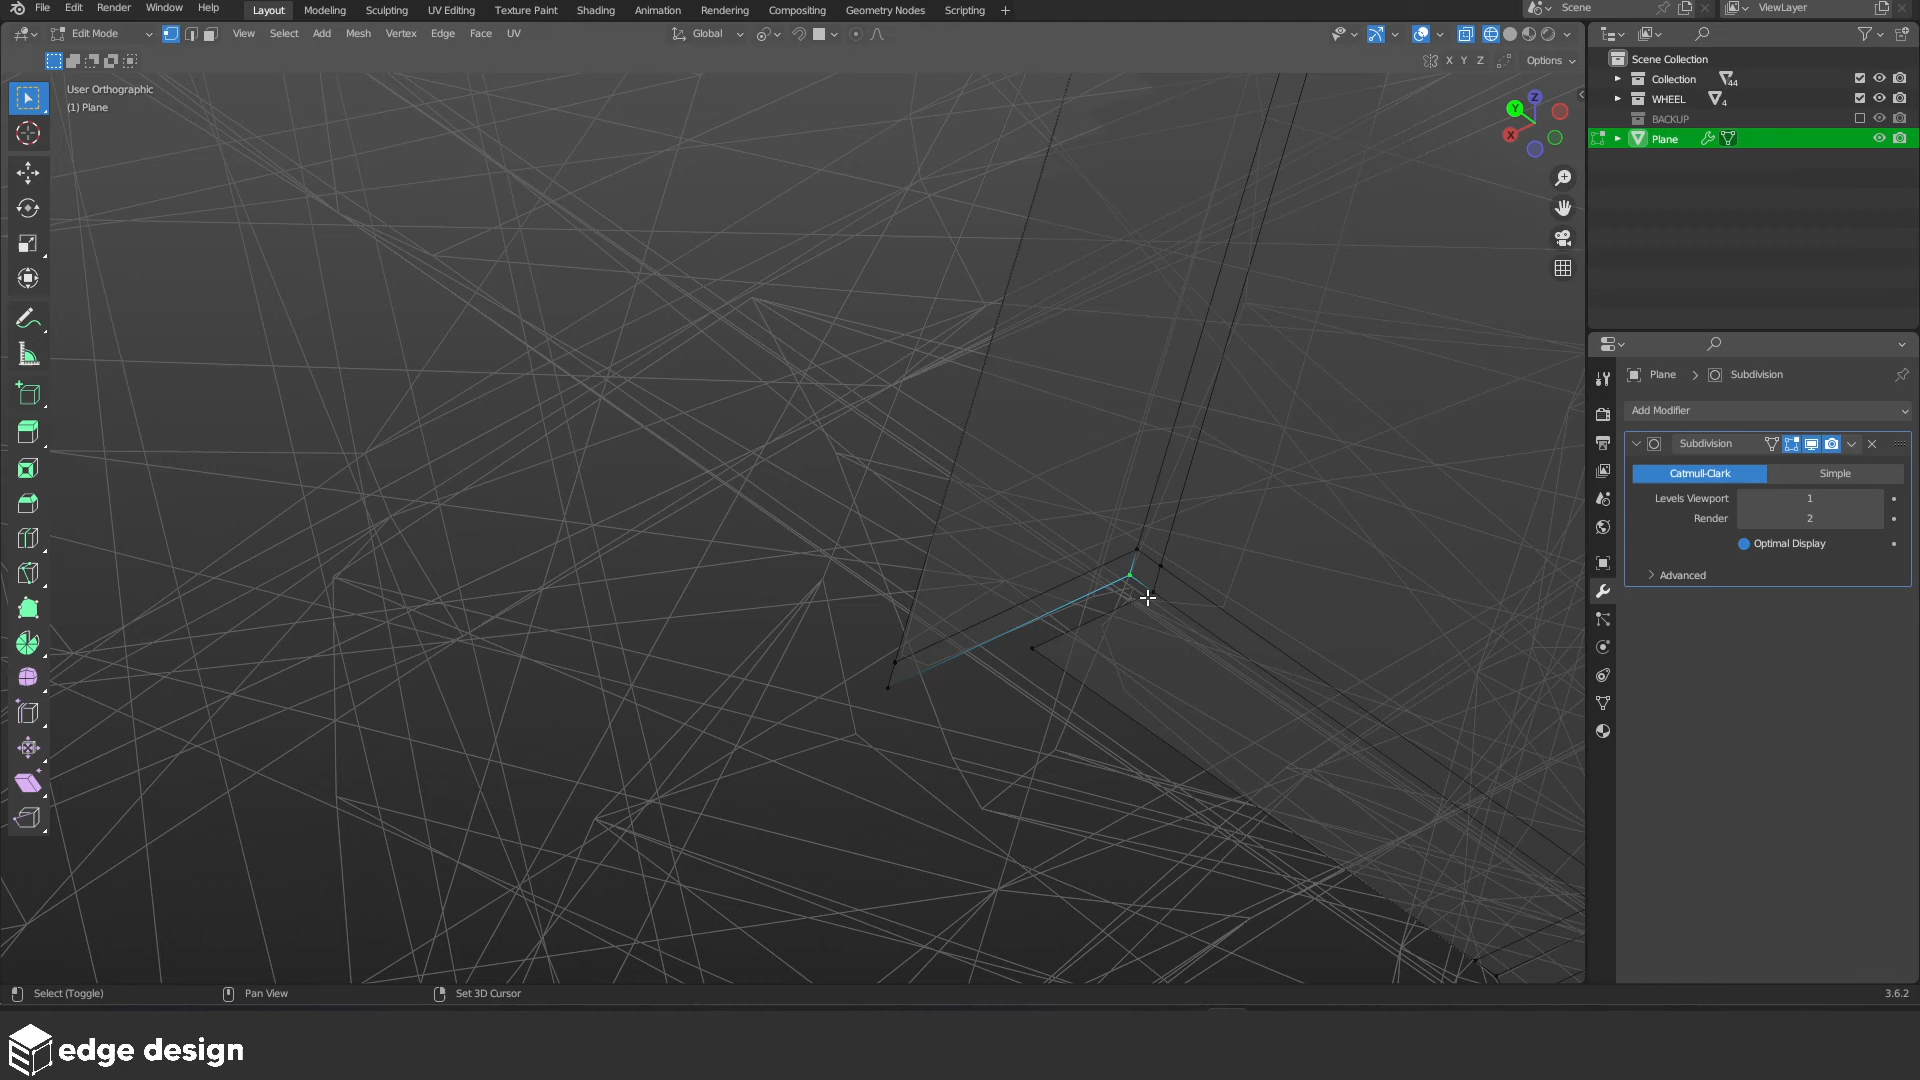 File Edit Render Window Help Layout Modeling Sculpting UV Editing Texture Paint Shading Animation Rendering Compositing Geometry Nodes Scripting + Scene ViewLayer
Edit Mode View Select Add Mesh Vertex Edge Face UV Global
X Y Z Options
User Orthographic
(1) Plane
Z
Y
X
Scene Collection
Collection 44
WHEEL 4
BACKUP
Plane
Plane > Subdivision
Add Modifier
Subdivision
Catmull-Clark Simple
Levels Viewport 1
Render 2
Optimal Display
Advanced
Select (Toggle) Pan View Set 3D Cursor 3.6.2
edge design